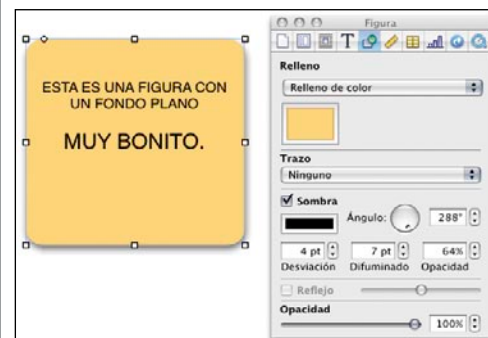 ESTA ES UNA FIGURA CON
UN FONDO PLANO
MUY BONITO.
Figura
Relleno
Relleno de color
Trazo
Ninguno
Sombra
Ángulo: 288°
4 pt 7 pt 64%
Desviación Difuminado Opacidad
Reflejo
Opacidad
100%